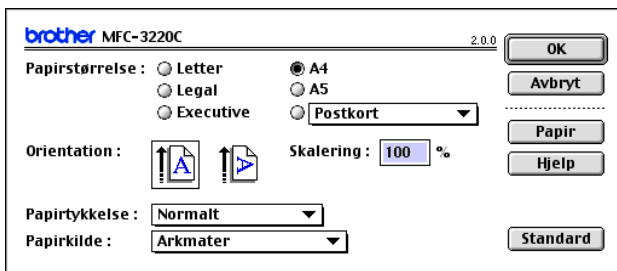 brother MFC-3220C 2.0.0 OK
Papirstørrelse : Letter A4
Legal A5 Avbryt
Executive Postkort
Papir
Orientation : A A Skalering : 100 % Hjelp
Papirtykkelse : Normalt
Papirkilde : Arkmater Standard